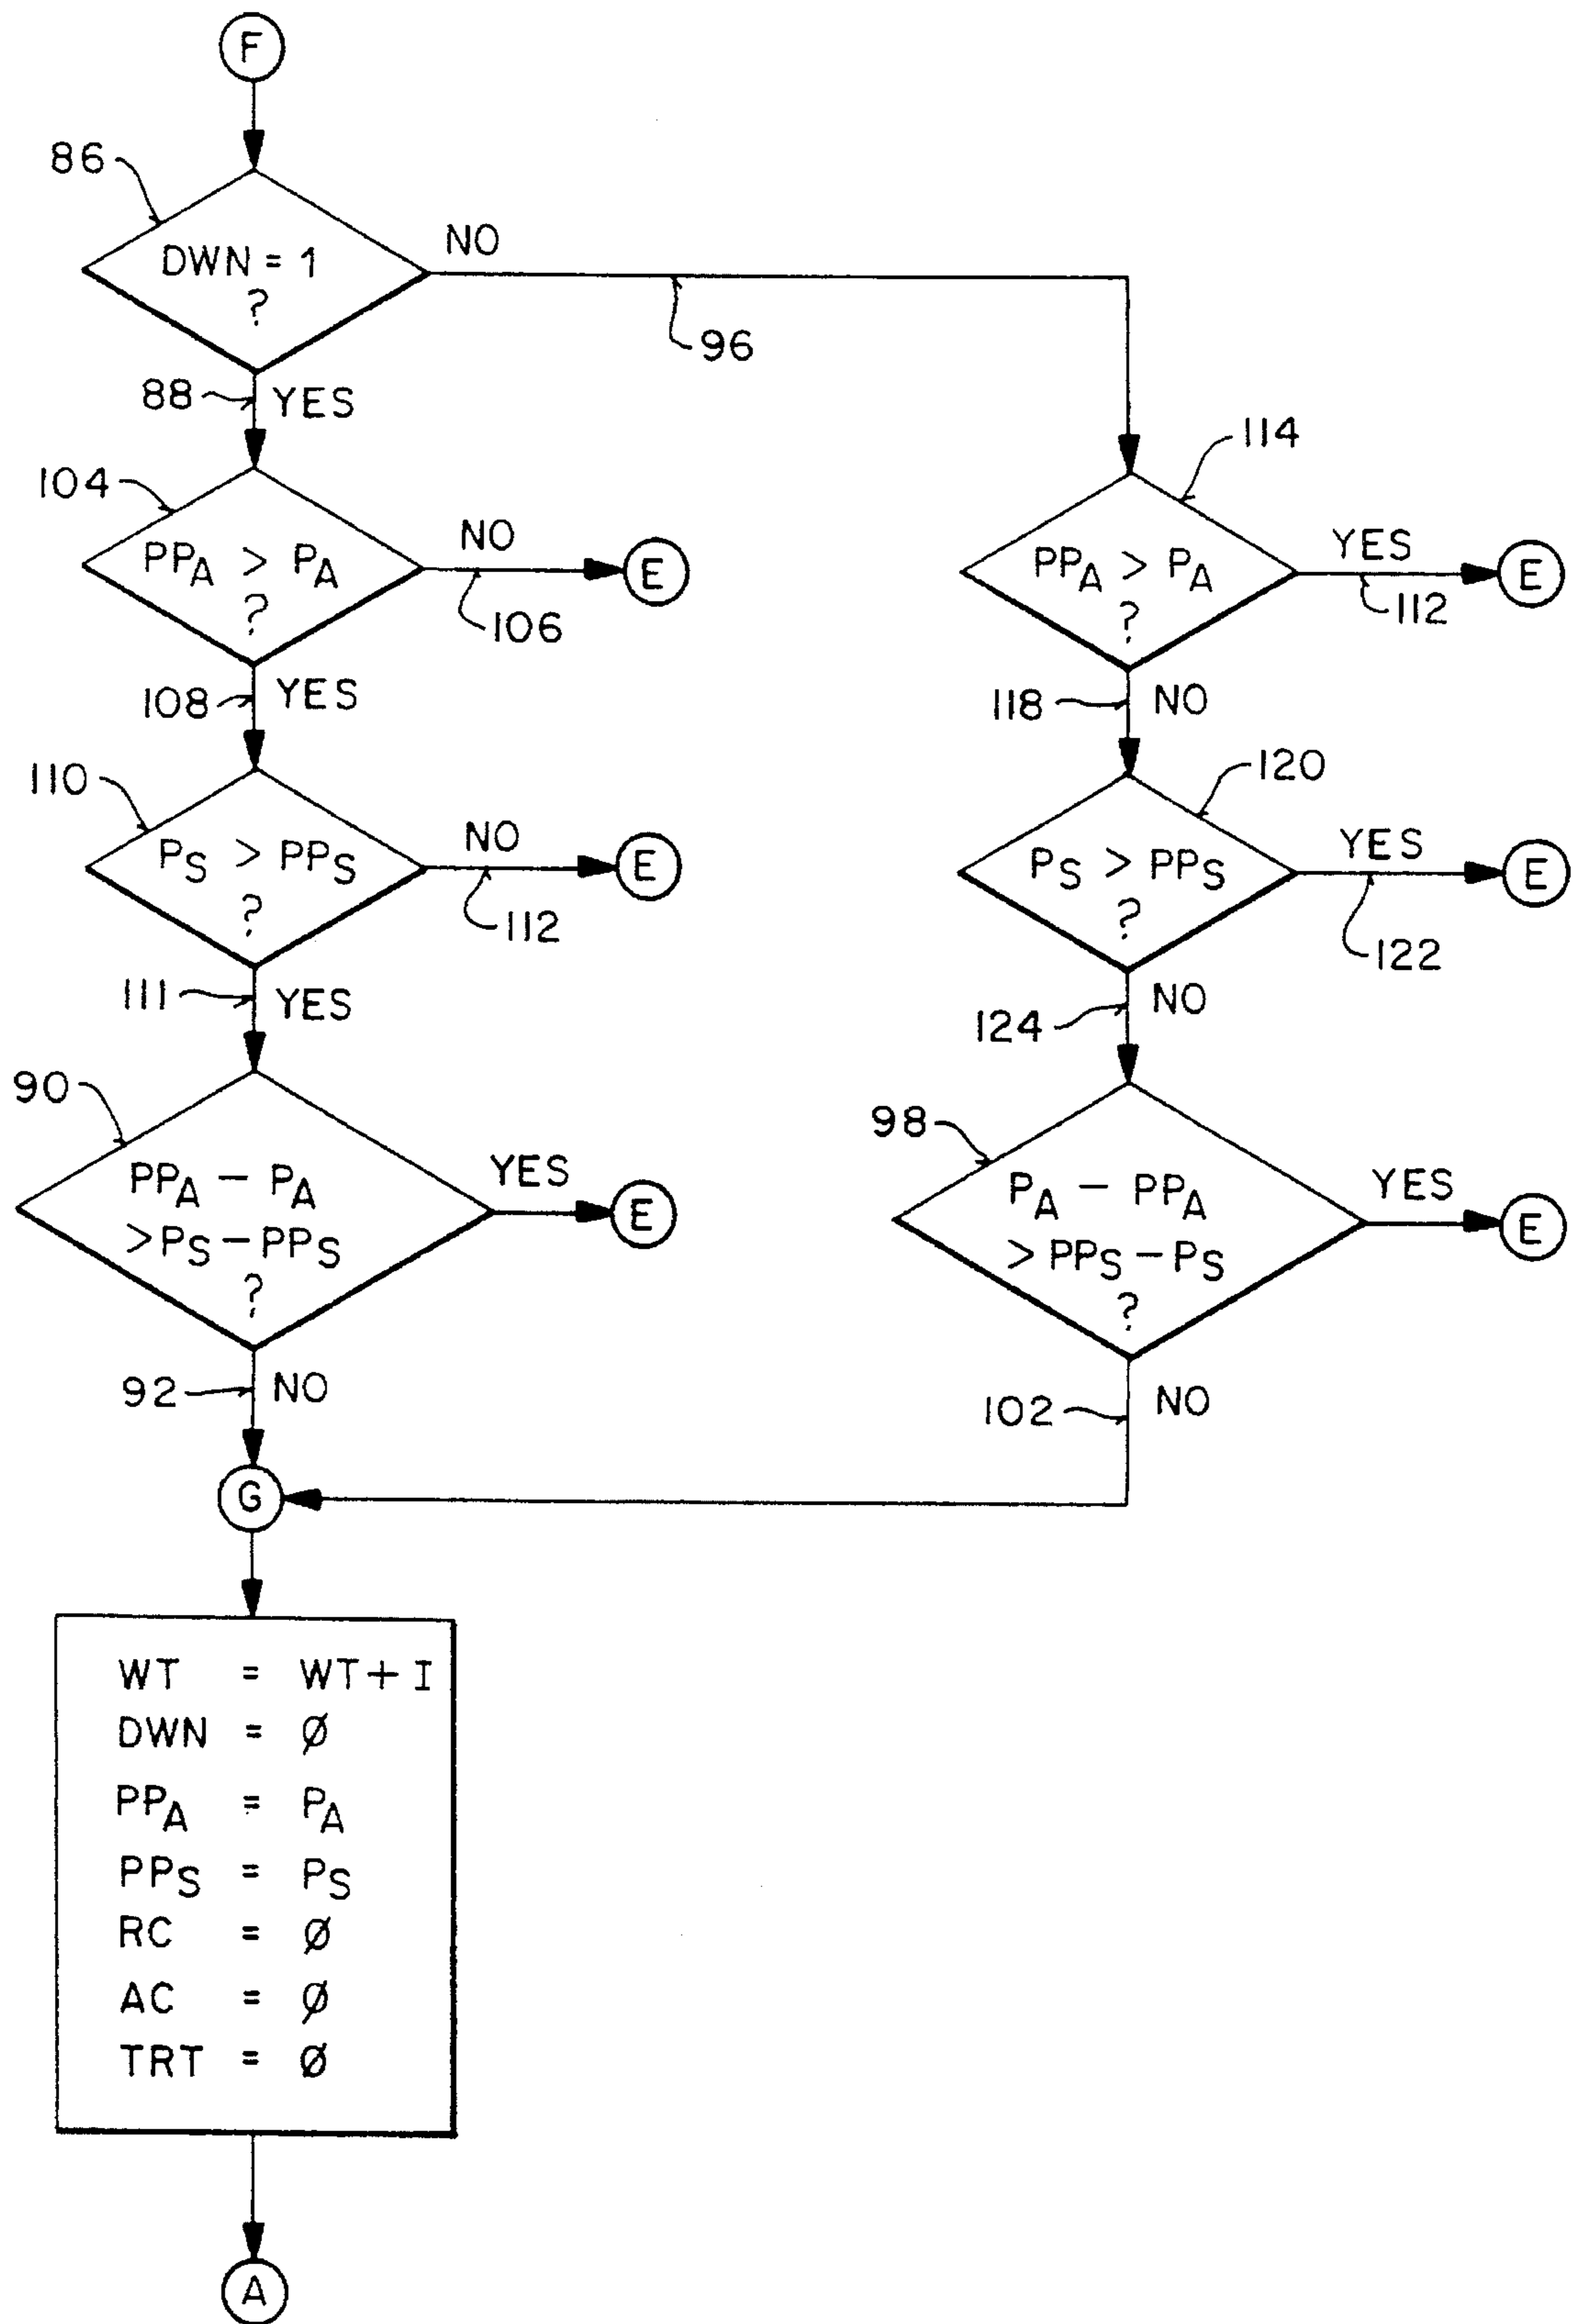 F
86
DWN = 1
?
NO
96
88
YES
104
PPA > PA
?
NO
E
106
114
PPA > PA
?
YES
E
112
108
YES
118
NO
110
PS > PPS
?
NO
E
112
120
PS > PPS
?
YES
E
122
111
YES
124
NO
90
PPA – PA
> PS – PPS
?
YES
E
98
PA – PPA
> PPS – PS
?
YES
E
92
NO
102
NO
G
WT = WT + I
DWN = Ø
PPA = PA
PPS = PS
RC = Ø
AC = Ø
TRT = Ø
A